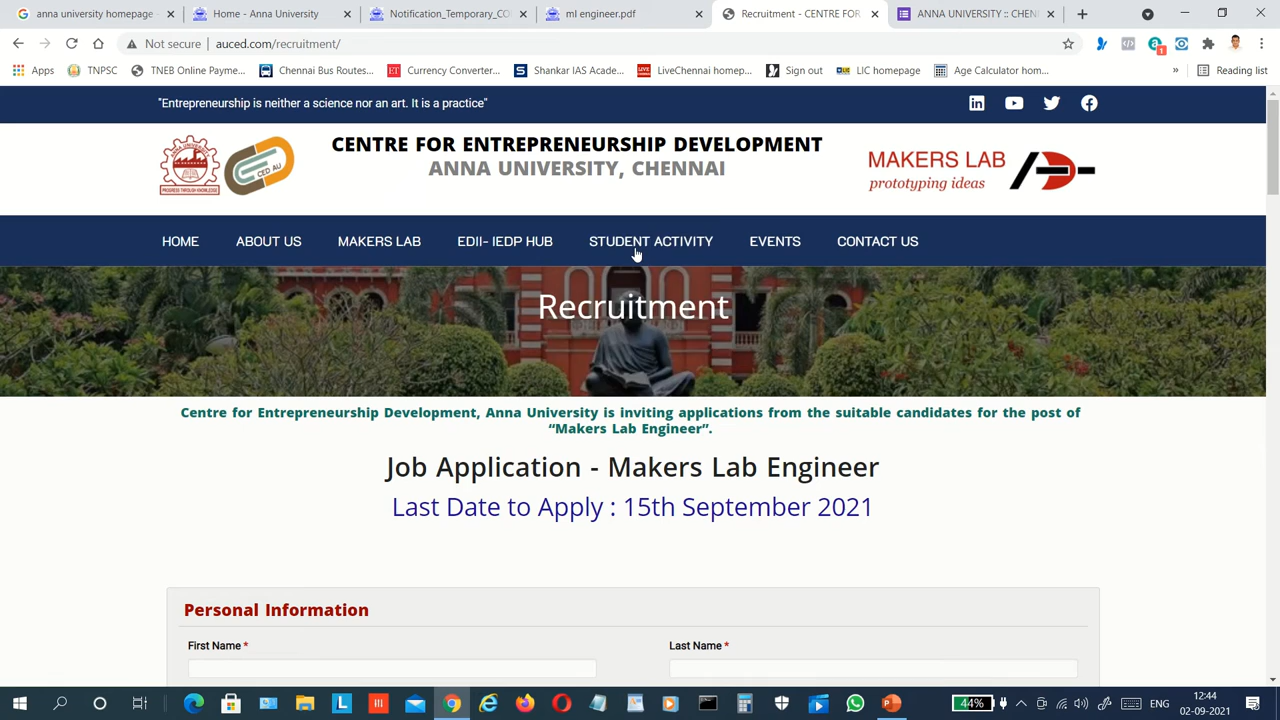 anna university homepage
Home - Anna University
Notification_Temporary_CO
ml engineer.pdf
Recruitment - CENTRE FOR
ANNA UNIVERSITY :: CHEN
Not secure
auced.com/recruitment/
Apps
TNPSC
TNEB Online Payme...
Chennai Bus Routes...
Currency Converter...
Shankar IAS Acade...
LiveChennai homep...
Sign out
LIC homepage
Age Calculator hom...
»
Reading list
"Entrepreneurship is neither a science nor an art. It is a practice"
PROGRESS THROUGH KNOWLEDGE
CED AU
CENTRE FOR ENTREPRENEURSHIP DEVELOPMENT
ANNA UNIVERSITY, CHENNAI
MAKERS LAB
prototyping ideas
HOME
ABOUT US
MAKERS LAB
EDII- IEDP HUB
STUDENT ACTIVITY
EVENTS
CONTACT US
Recruitment
Centre for Entrepreneurship Development, Anna University is inviting applications from the suitable candidates for the post of
“Makers Lab Engineer”.
Job Application - Makers Lab Engineer
Last Date to Apply : 15th September 2021
Personal Information
First Name *
Last Name *
44%
ENG
12:44
02-09-2021